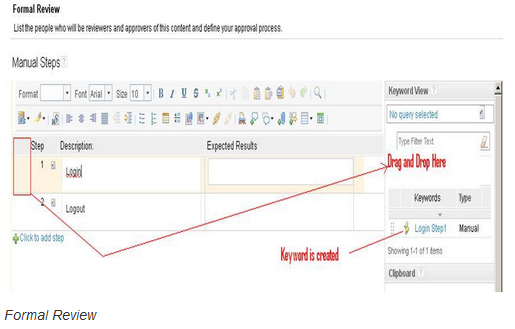 Formal Review
List the people who will be reviewers and approvers of this content and define your approval process.
Manual Steps ?
Format Font Arial Size 10 B I U S
Keyword View ?
No query selected
Type Filter Text
Step Description: Expected Results
Drag and Drop Here
1 Login
Keywords Type
2 Logout
Login Step1 Manual
Click to add step
Keyword is created
Showing 1-1 of 1 items
Clipboard ?
Formal Review